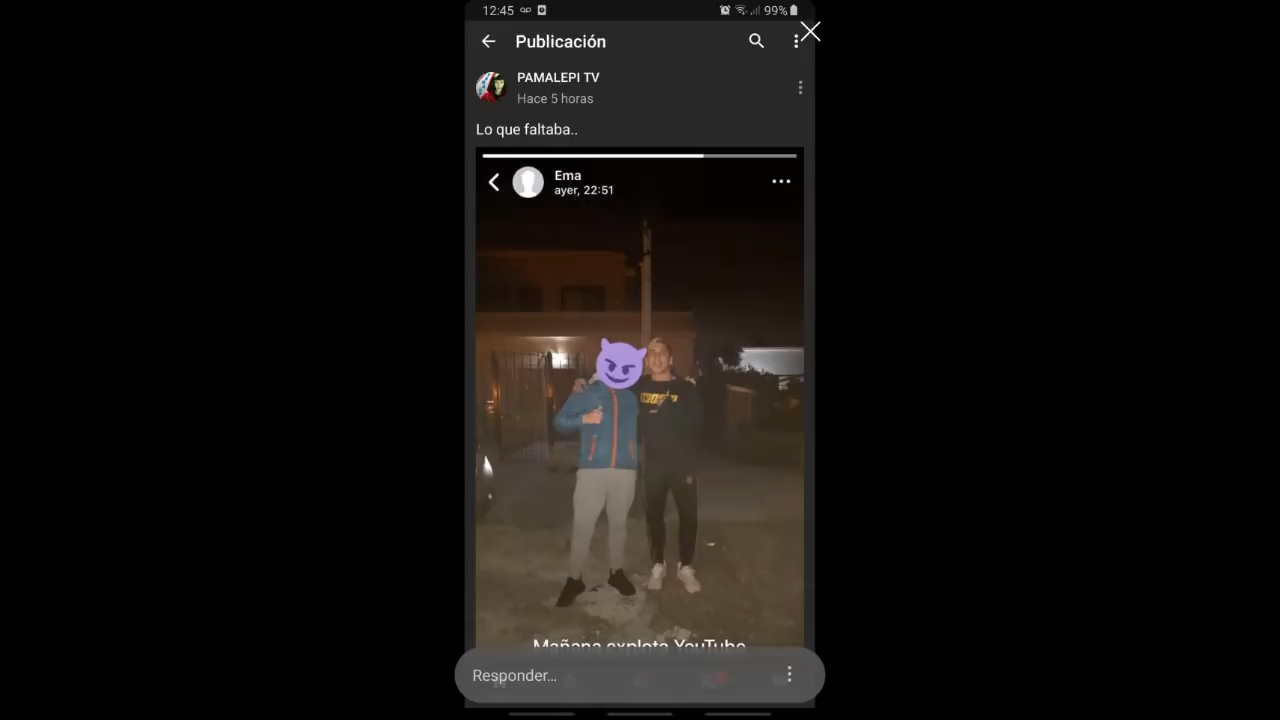 12:45
99%
Publicación
PAMALEPI TV
Hace 5 horas
Lo que faltaba..
Ema
ayer, 22:51
Mañana explota YouTube
Responder...